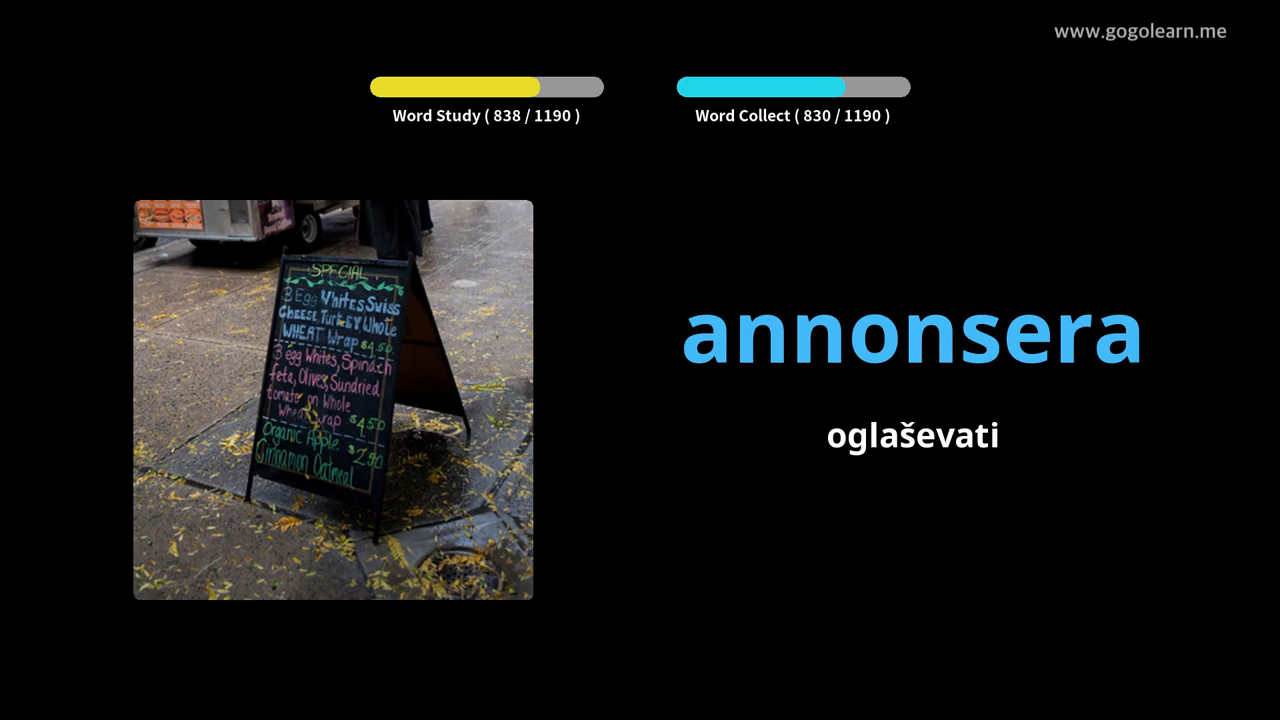 www.gogolearn.me
Word Study ( 838 / 1190 )
Word Collect ( 830 / 1190 )
SPECIAL
3 Egg Whites Swiss
Cheese, Turkey Whole
WHEAT Wrap $4.50
3 egg Whites, Spinach
feta, Olives, Sundried
tomato on Whole
Wheat wrap $4.50
Organic Apple
Cinnamon Oatmeal
annonsera
oglaševati